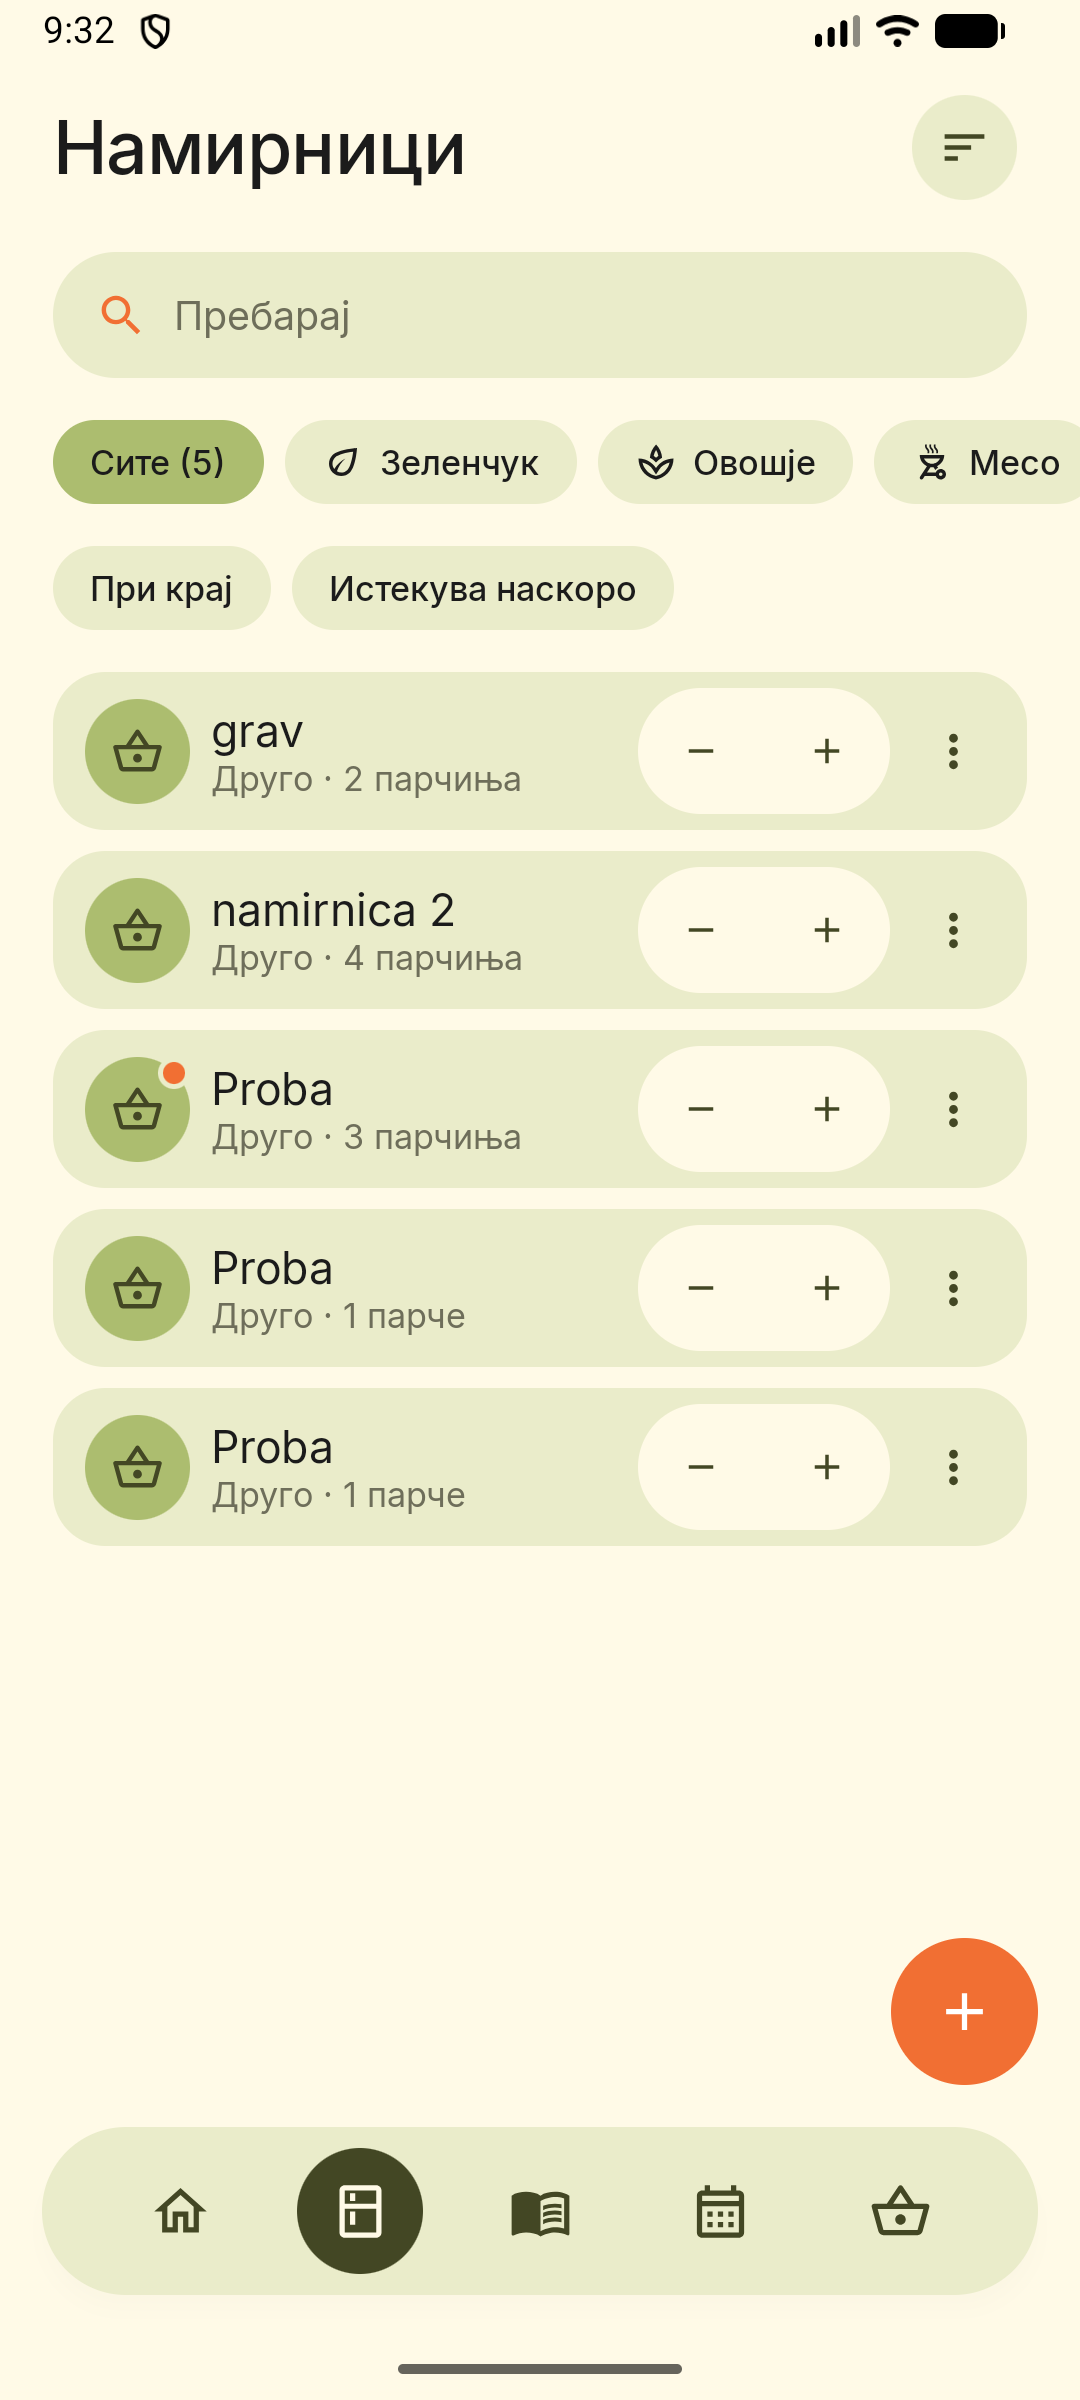 9:32
Намирници
Пребарај
Сите (5) Зеленчук Овошје Месо
При крај Истекува наскоро
grav
Друго · 2 парчиња
namirnica 2
Друго · 4 парчиња
Proba
Друго · 3 парчиња
Proba
Друго · 1 парче
Proba
Друго · 1 парче